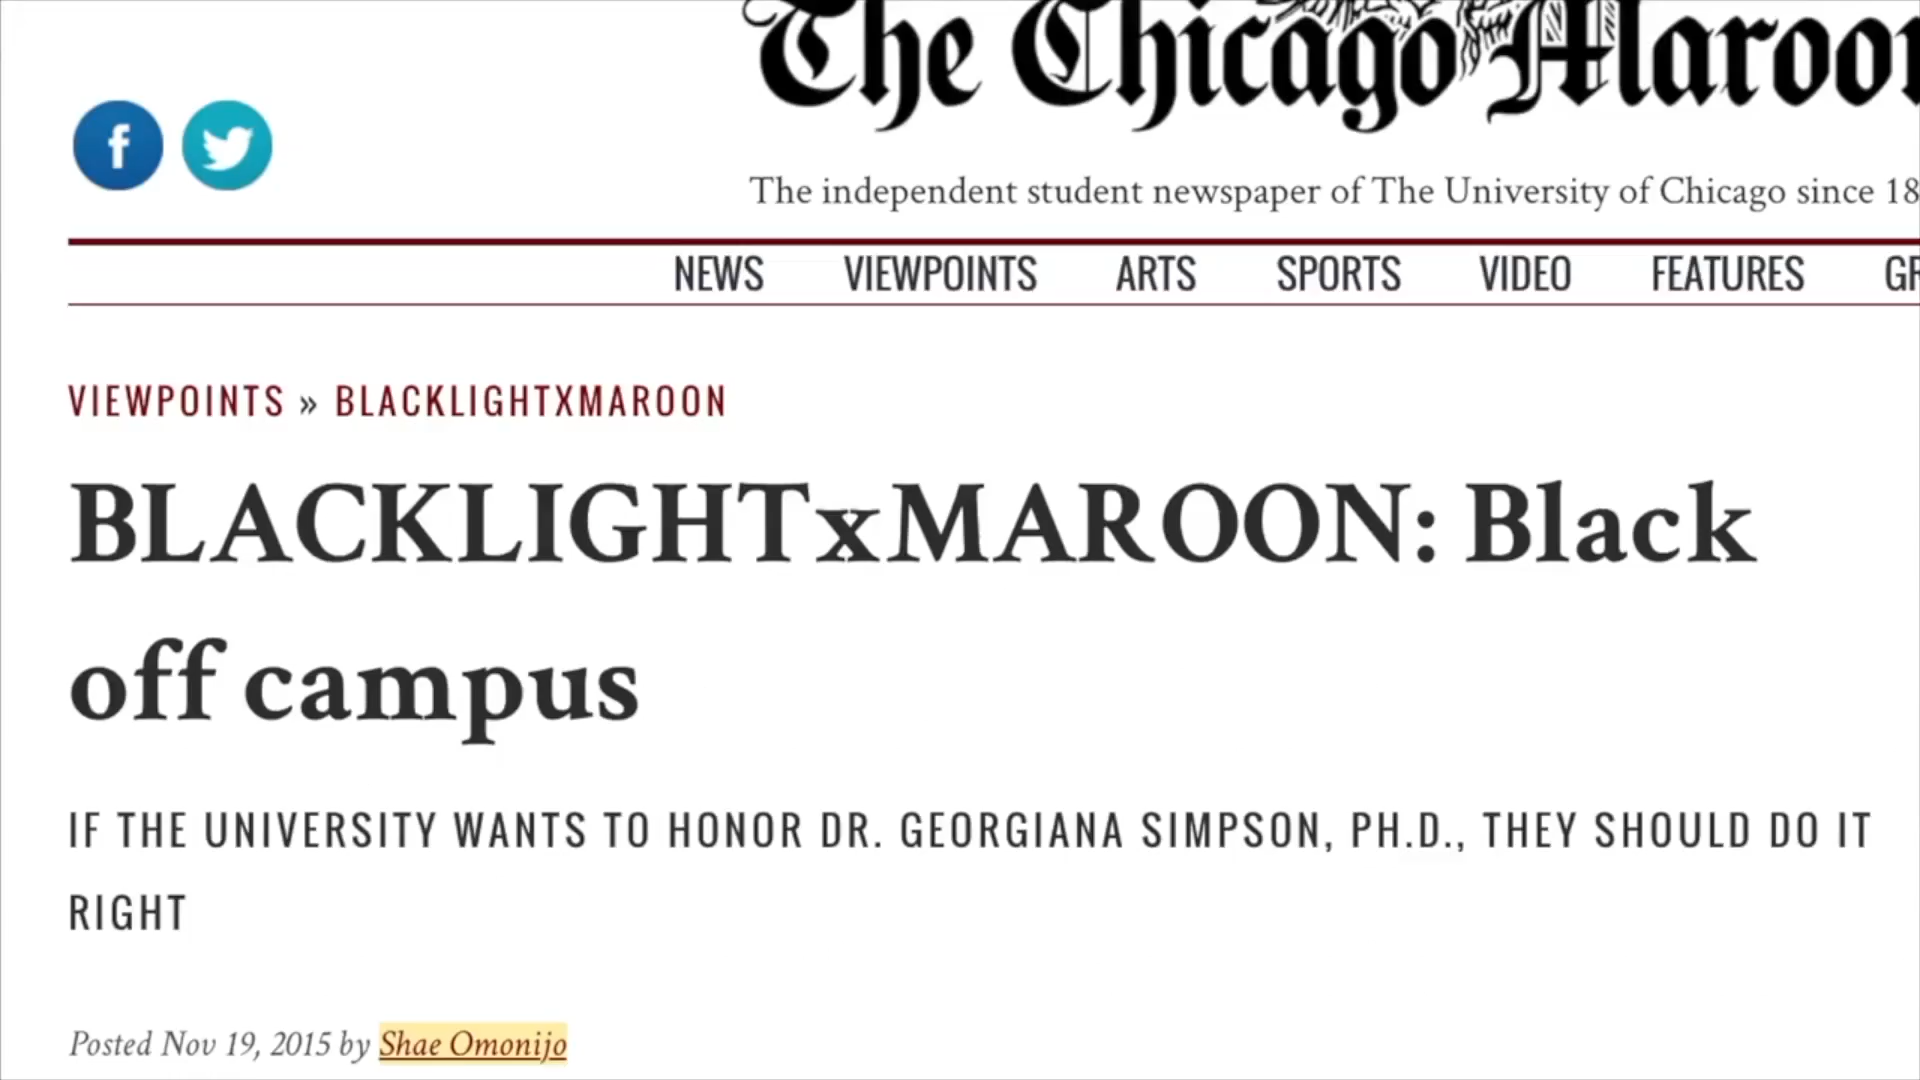 The Chicago Maroon
f
The independent student newspaper of The University of Chicago since 18
NEWS VIEWPOINTS ARTS SPORTS VIDEO FEATURES GR
VIEWPOINTS » BLACKLIGHTXMAROON
BLACKLIGHTxMAROON: Black
off campus
IF THE UNIVERSITY WANTS TO HONOR DR. GEORGIANA SIMPSON, PH.D., THEY SHOULD DO IT
RIGHT
Posted Nov 19, 2015 by Shae Omonijo